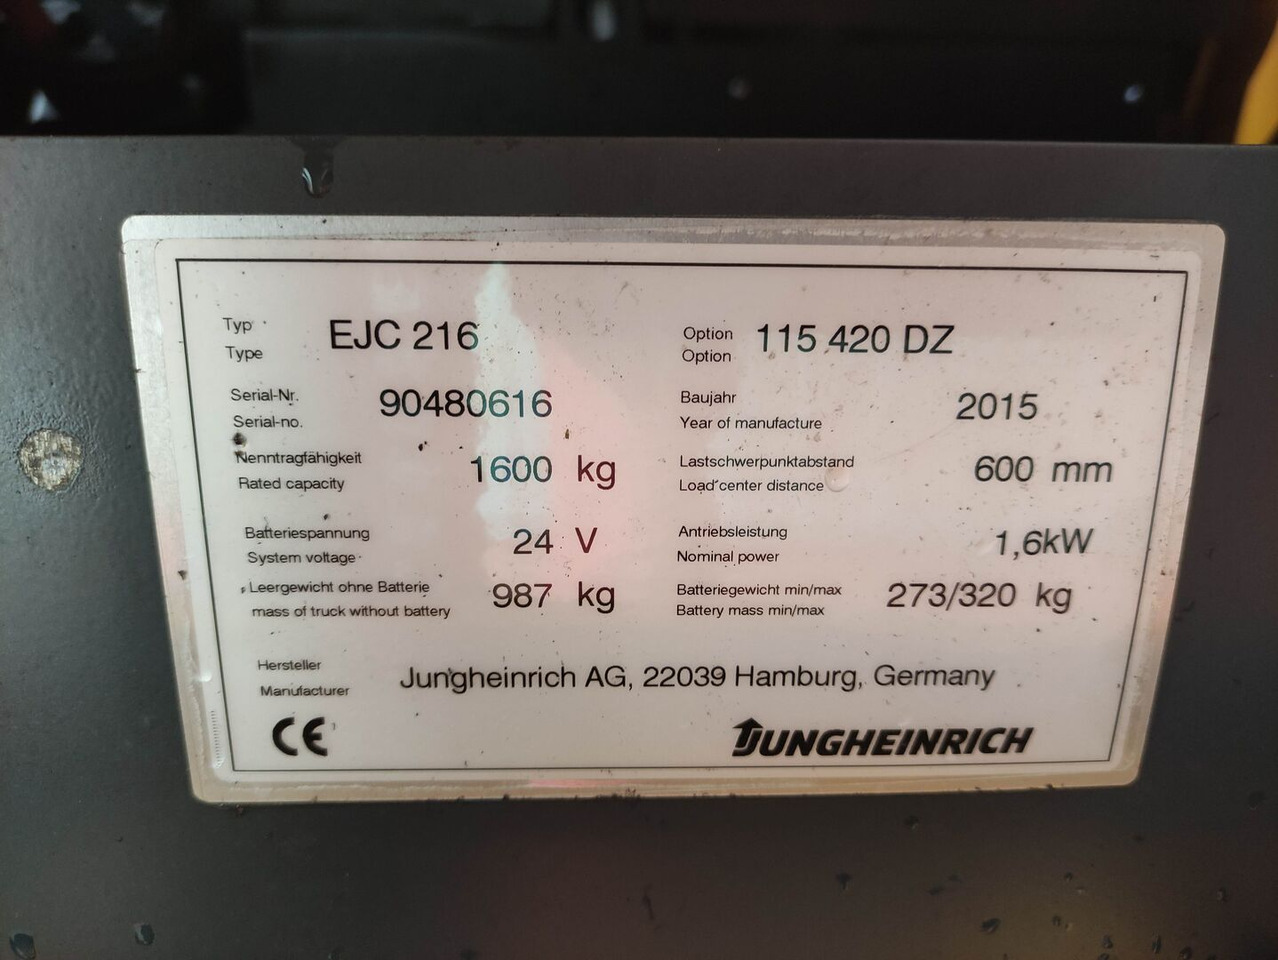 Typ EJC 216 Option 115 420 DZ
Type Option
Serial-Nr. 90480616 Baujahr 2015
Serial-no. Year of manufacture
Nenntragfähigkeit 1600 kg Lastschwerpunktabstand 600 mm
Rated capacity Load center distance
Batteriespannung 24 V Antriebsleistung 1,6kW
System voltage Nominal power
Leergewicht ohne Batterie 987 kg Batteriegewicht min/max 273/320 kg
mass of truck without battery Battery mass min/max
Hersteller Jungheinrich AG, 22039 Hamburg, Germany
Manufacturer
CE JUNGHEINRICH